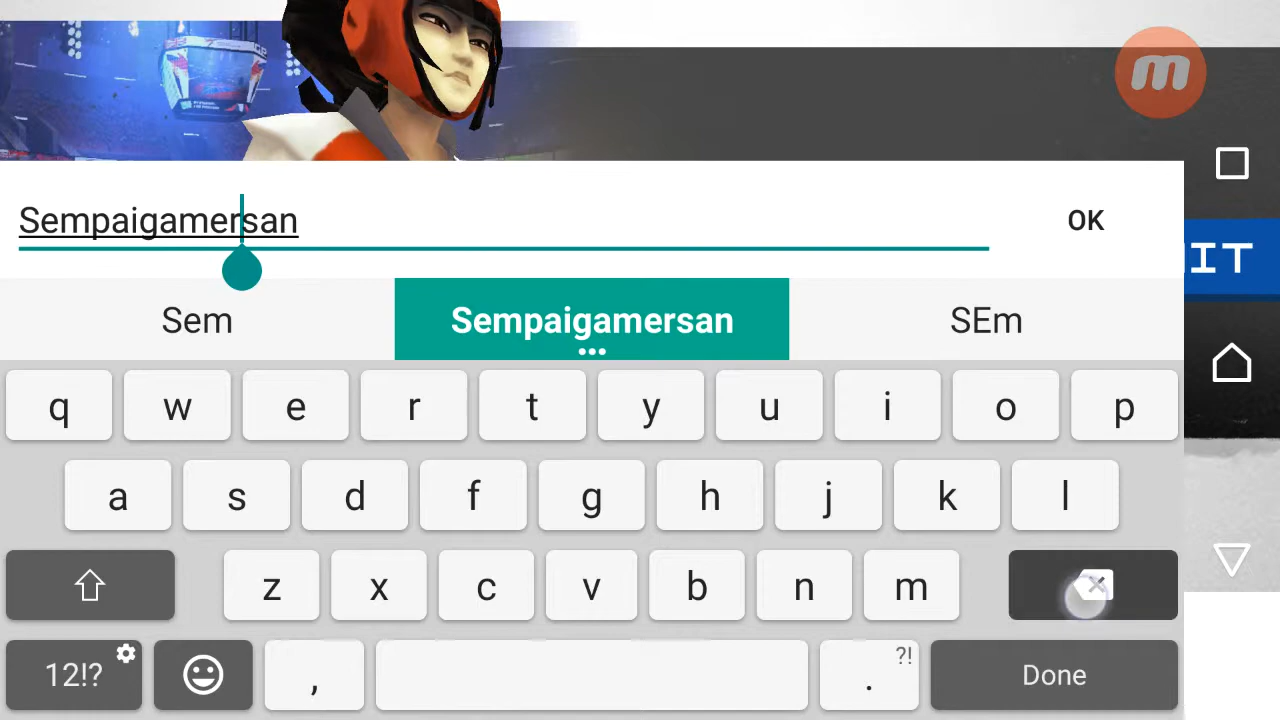 m
Sempaigamersan
OK
IT
Sem
Sempaigamersan
SEm
q w e r t y u i o p
a s d f g h j k l
z x c v b n m
12!? , . ?! Done